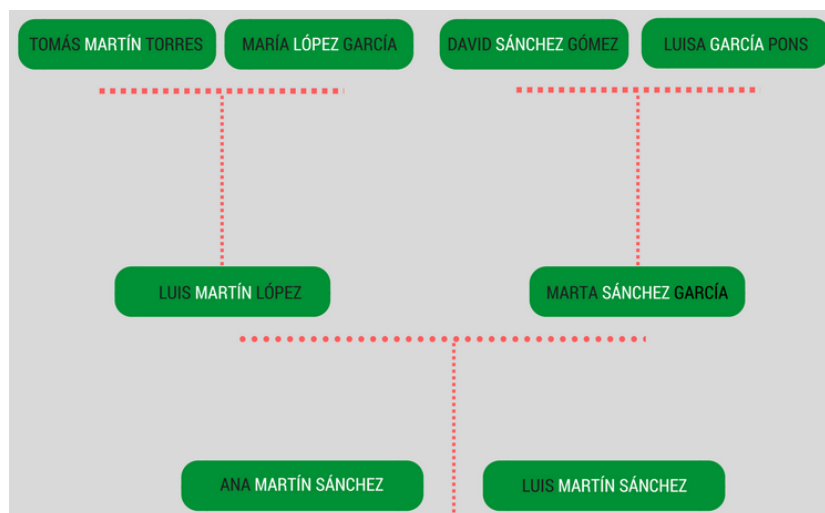 TOMÁS MARTÍN TORRES
MARÍA LÓPEZ GARCÍA
DAVID SÁNCHEZ GÓMEZ
LUISA GARCÍA PONS
LUIS MARTÍN LÓPEZ
MARTA SÁNCHEZ GARCÍA
ANA MARTÍN SÁNCHEZ
LUIS MARTÍN SÁNCHEZ